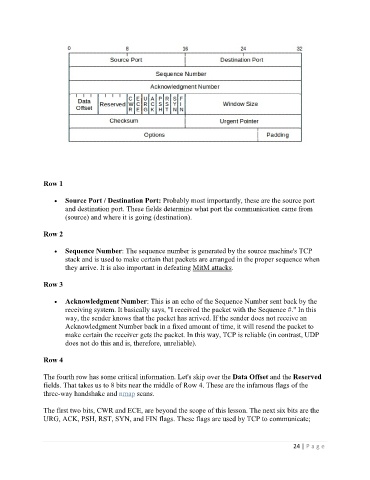 0 8 16 24 32
Source Port Destination Port
Sequence Number
Acknowledgment Number
Data Offset Reserved CWR ECE URG ACK PSH RST SYN FIN Window Size
Checksum Urgent Pointer
Options Padding
Row 1
• Source Port / Destination Port: Probably most importantly, these are the source port
and destination port. These fields determine what port the communication came from
(source) and where it is going (destination).
Row 2
• Sequence Number: The sequence number is generated by the source machine's TCP
stack and is used to make certain that packets are arranged in the proper sequence when
they arrive. It is also important in defeating MitM attacks.
Row 3
• Acknowledgment Number: This is an echo of the Sequence Number sent back by the
receiving system. It basically says, "I received the packet with the Sequence #." In this
way, the sender knows that the packet has arrived. If the sender does not receive an
Acknowledgment Number back in a fixed amount of time, it will resend the packet to
make certain the receiver gets the packet. In this way, TCP is reliable (in contrast, UDP
does not do this and is, therefore, unreliable).
Row 4
The fourth row has some critical information. Let's skip over the Data Offset and the Reserved
fields. That takes us to 8 bits near the middle of Row 4. These are the infamous flags of the
three-way handshake and nmap scans.
The first two bits, CWR and ECE, are beyond the scope of this lesson. The next six bits are the
URG, ACK, PSH, RST, SYN, and FIN flags. These flags are used by TCP to communicate;
24 | Page